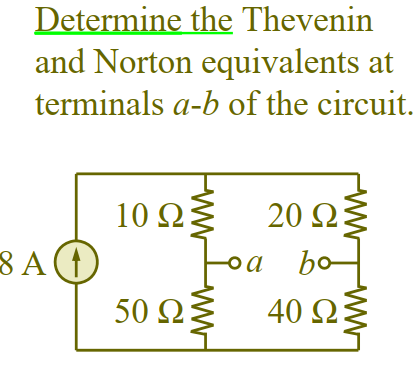 Determine the Thevenin
and Norton equivalents at
terminals a-b of the circuit.
10 Ω
20 Ω
8 A
a
b
50 Ω
40 Ω